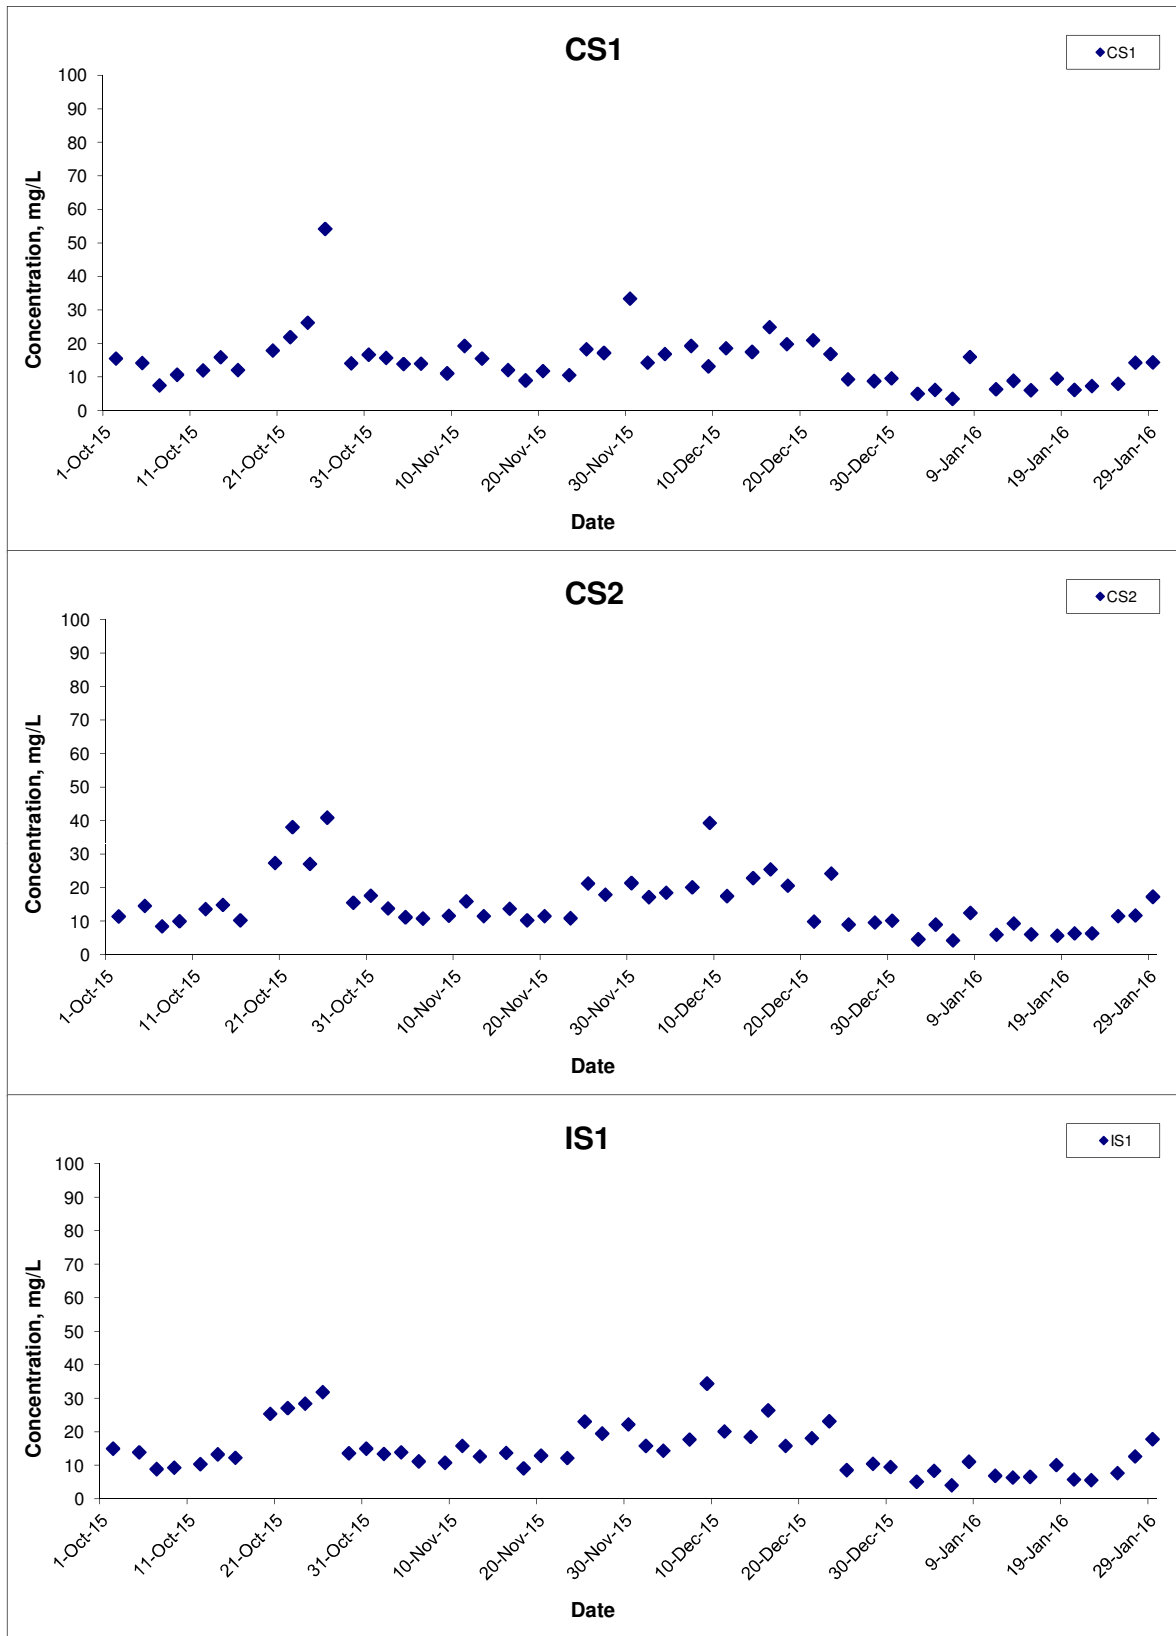 CS1
CS1
100
90
80
70
60
50
40
30
20
10
0
Concentration, mg/L
1-Oct-15
11-Oct-15
21-Oct-15
31-Oct-15
10-Nov-15
20-Nov-15
30-Nov-15
10-Dec-15
20-Dec-15
30-Dec-15
9-Jan-16
19-Jan-16
29-Jan-16
Date
CS2
CS2
100
90
80
70
60
50
40
30
20
10
0
Concentration, mg/L
1-Oct-15
11-Oct-15
21-Oct-15
31-Oct-15
10-Nov-15
20-Nov-15
30-Nov-15
10-Dec-15
20-Dec-15
30-Dec-15
9-Jan-16
19-Jan-16
29-Jan-16
Date
IS1
IS1
100
90
80
70
60
50
40
30
20
10
0
Concentration, mg/L
1-Oct-15
11-Oct-15
21-Oct-15
31-Oct-15
10-Nov-15
20-Nov-15
30-Nov-15
10-Dec-15
20-Dec-15
30-Dec-15
9-Jan-16
19-Jan-16
29-Jan-16
Date